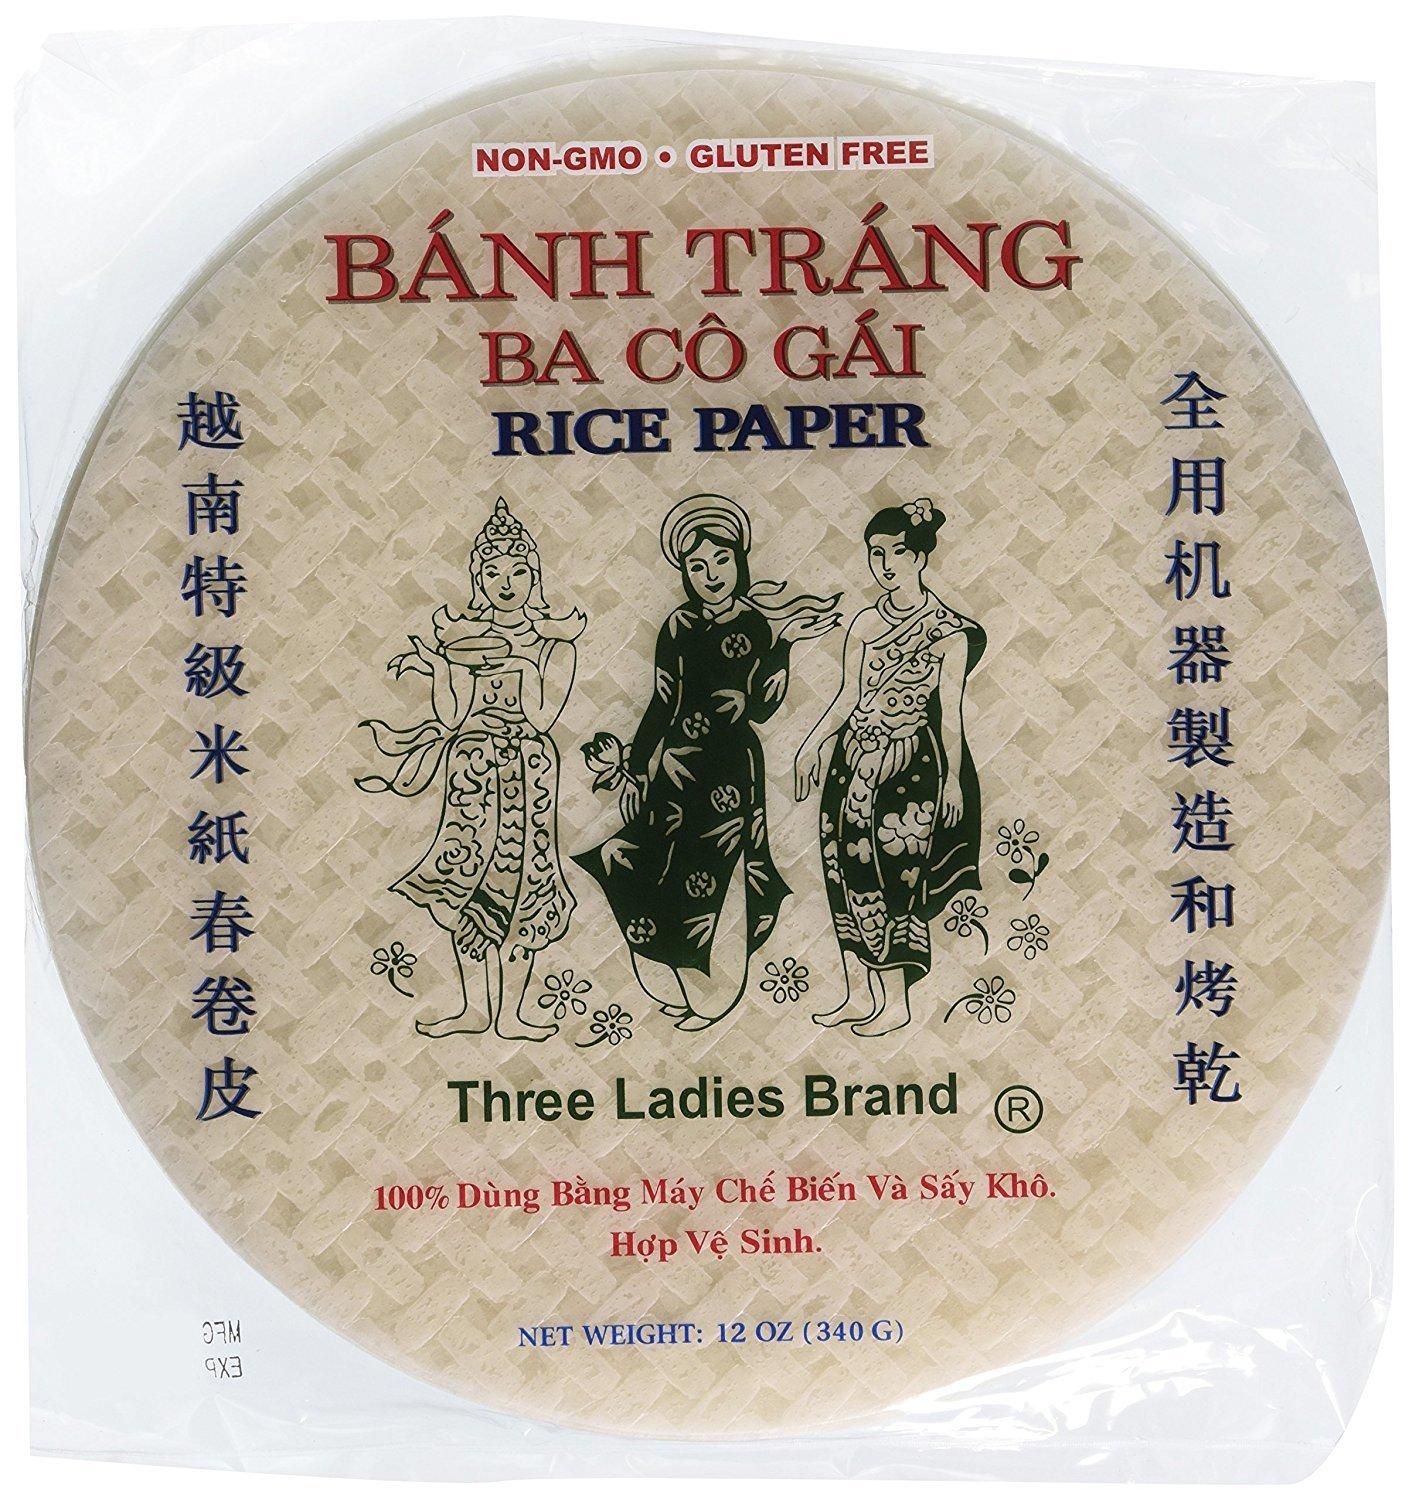 NON-GMO • GLUTEN FREE
BÁNH TRÁNG
BA CÔ GÁI
RICE PAPER
越南特級米紙春卷皮
全用机器製造和烤乾
Three Ladies Brand ®
100% Dùng Bằng Máy Chế Biến Và Sấy Khô.
Hợp Vệ Sinh.
NET WEIGHT: 12 OZ (340 G)
MFG
EXP